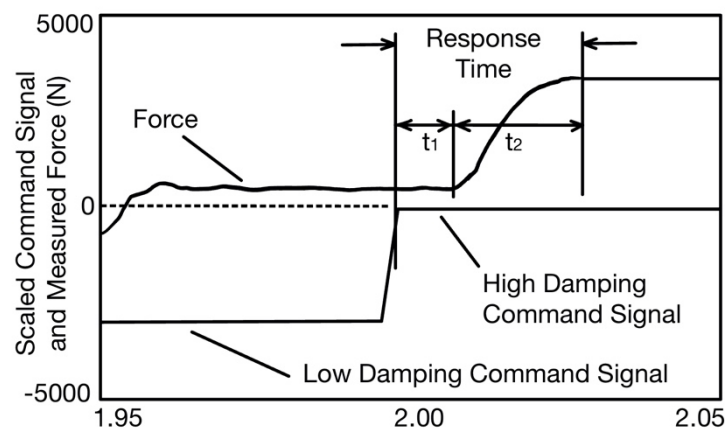 5000
Response
Time
Force
t1
t2
0
Scaled Command Signal
and Measured Force (N)
High Damping
Command Signal
Low Damping Command Signal
-5000
1.95
2.00
2.05